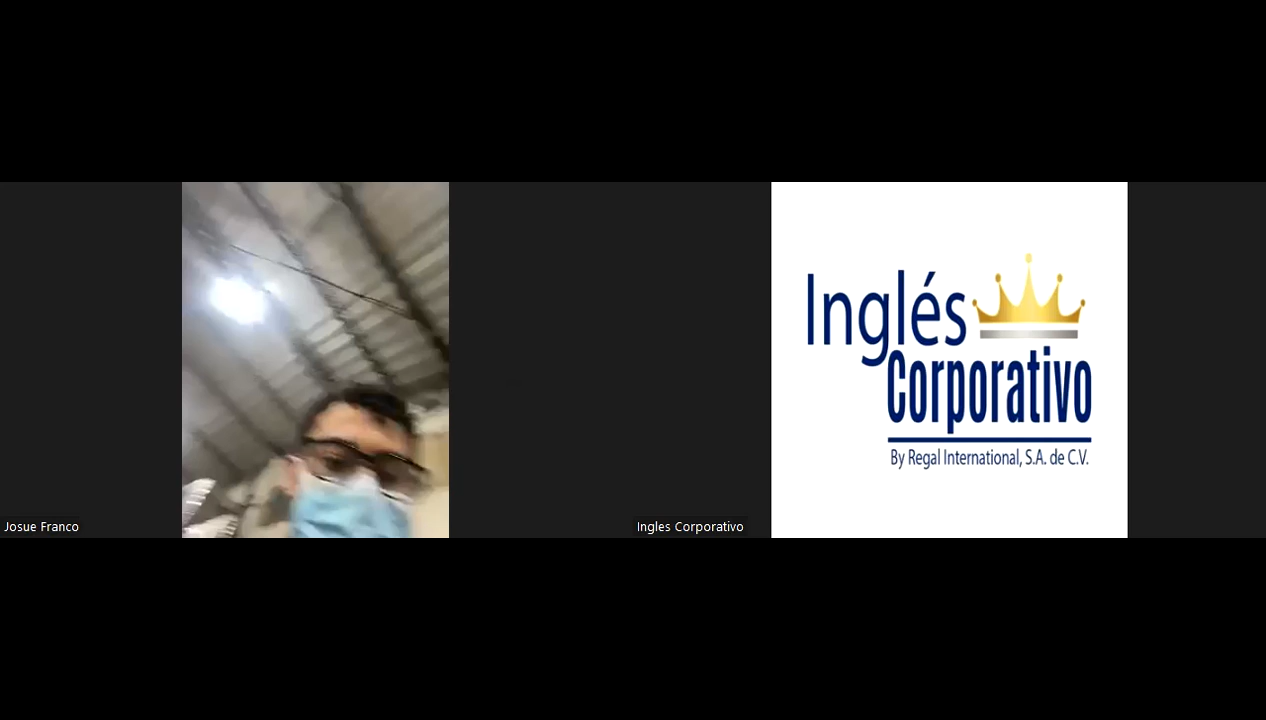 Inglés
Corporativo
By Regal International, S.A. de C.V.
Josue Franco
Ingles Corporativo